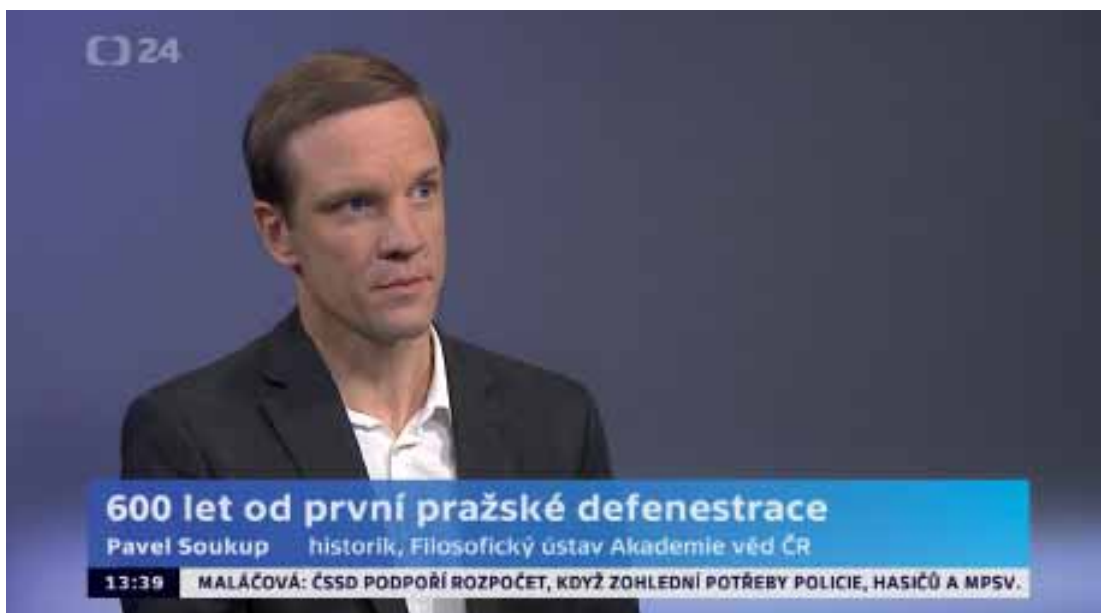 24
600 let od první pražské defenestrace
Pavel Soukup historik, Filosofický ústav Akademie věd ČR
13:39 MALÁČOVÁ: ČSSD PODPOŘÍ ROZPOČET, KDYŽ ZOHLEDNÍ POTŘEBY POLICIE, HASIČŮ A MPSV.